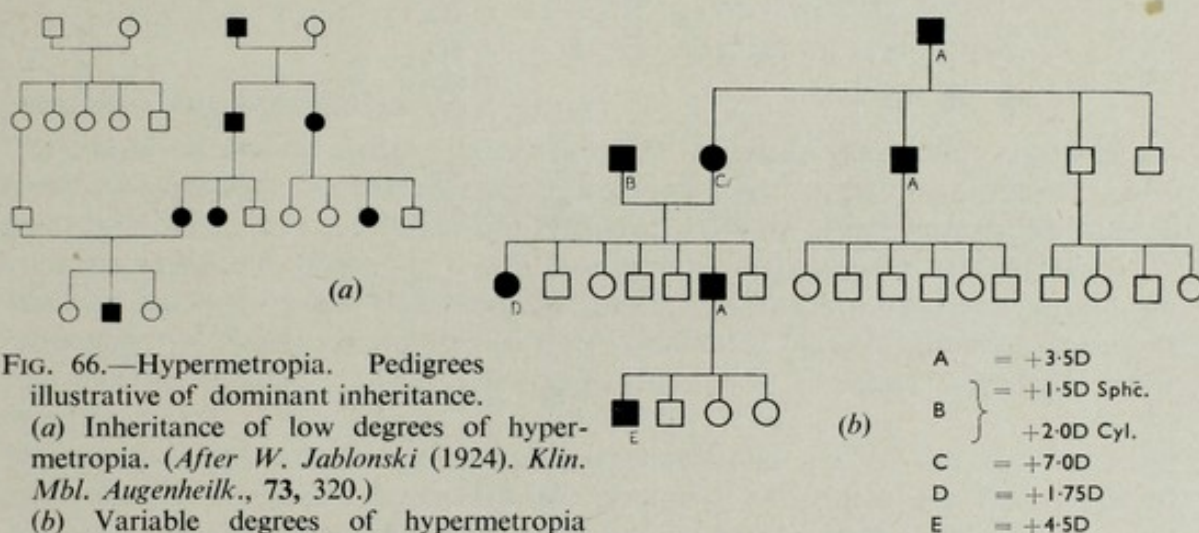 A
B
C
A
D
A
E
(a)
(b)
A = +3·5D
B } = +1·5D Sphc.
+2·0D Cyl.
C = +7·0D
D = +1·75D
E = +4·5D
FIG. 66.—Hypermetropia. Pedigrees
illustrative of dominant inheritance.
(a) Inheritance of low degrees of hyper-
metropia. (After W. Jablonski (1924). Klin.
Mbl. Augenheilk., 73, 320.)
(b) Variable degrees of hypermetropia